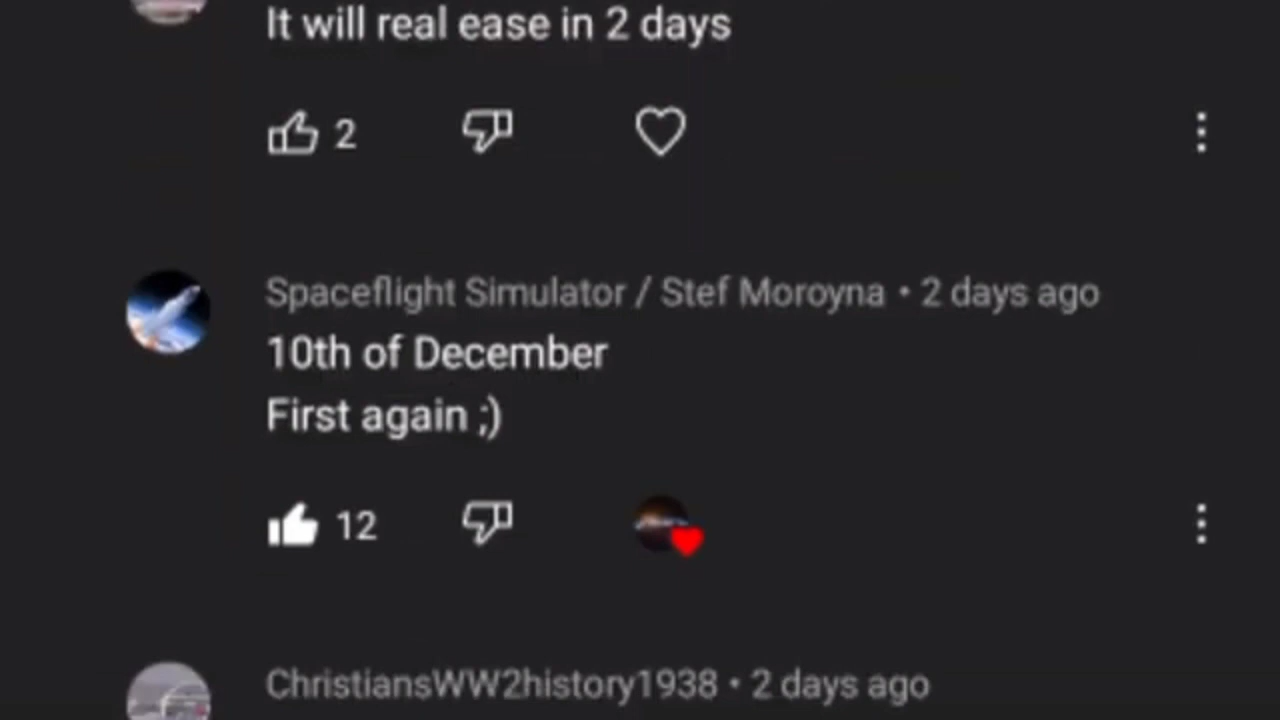 It will real ease in 2 days
2
Spaceflight Simulator / Stef Moroyna • 2 days ago
10th of December
First again ;)
12
ChristiansWW2history1938 • 2 days ago